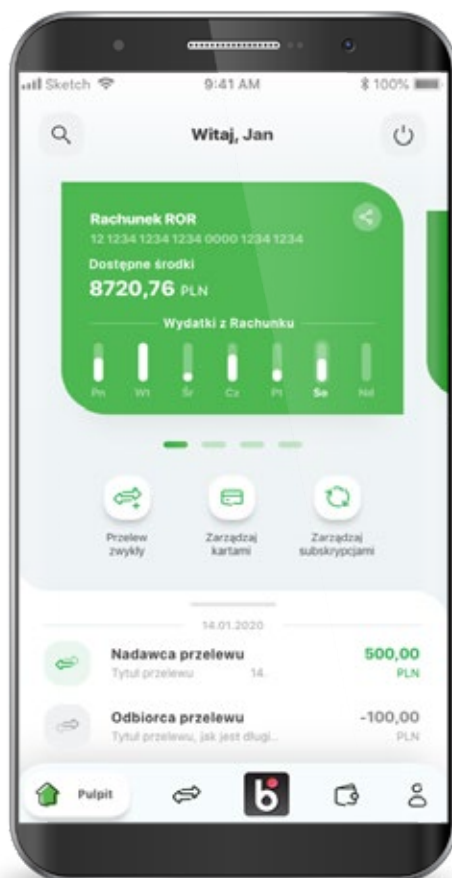 Sketch
9:41 AM
100%
Witaj, Jan
Rachunek ROR
12 1234 1234 1234 0000 1234 1234
Dostępne środki
8720,76 PLN
Wydatki z Rachunku
Pn Wt Śr Cz Pt So Nd
Przelew
zwykły
Zarządzaj
kartami
Zarządzaj
subskrypcjami
14.01.2020
Nadawca przelewu
500,00
Tytuł przelewu 14.
PLN
Odbiorca przelewu
-100,00
Tytuł przelewu, jak jest długi...
PLN
Pulpit
b